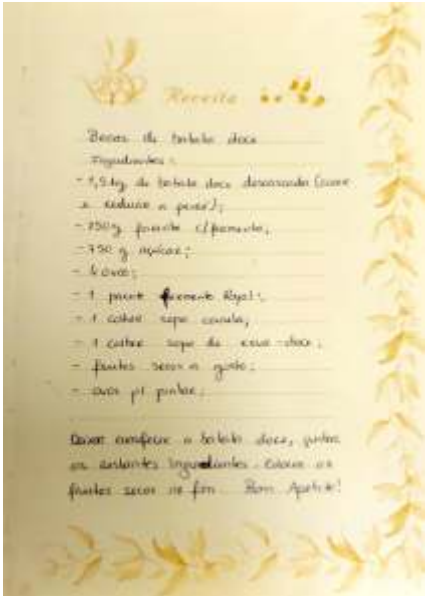 Receita
Broas de batata doce
Ingredientes:
- 1,5 kg de batata doce descascada (cozer
e reduzir a puré);
- 750 g farinha c/ fermento;
- 750 g açúcar;
- 4 ovos;
- 1 pacote fermento Royal;
- 1 colher sopa canela;
- 1 colher sopa de erva-doce;
- frutos secos a gosto;
- ovos p/ pintar;
Deixar arrefecer a batata doce, juntar
os restantes ingredientes. Colocar os
frutos secos no fim. Bom Apetite!